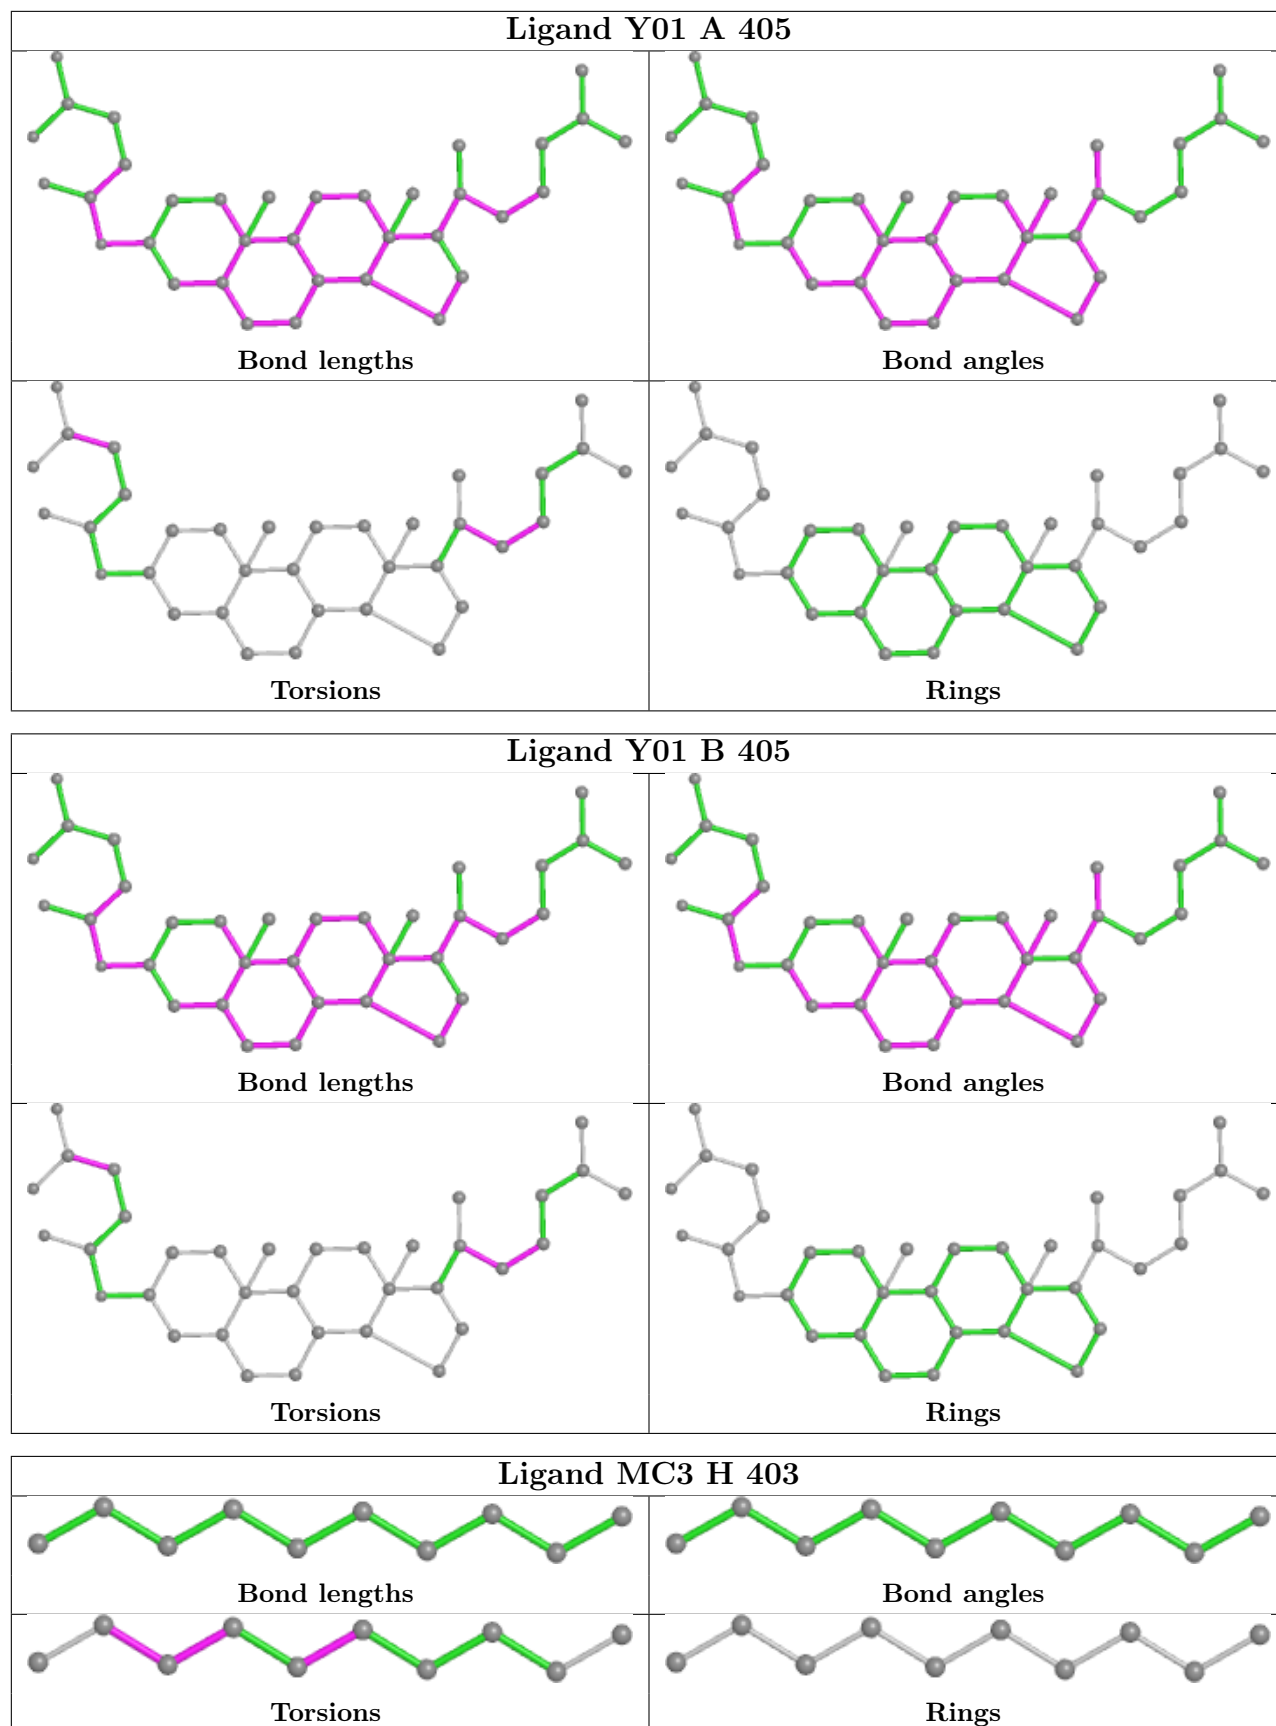 Ligand Y01 A 405
Bond lengths
Bond angles
Torsions
Rings
Ligand Y01 B 405
Bond lengths
Bond angles
Torsions
Rings
Ligand MC3 H 403
Bond lengths
Bond angles
Torsions
Rings